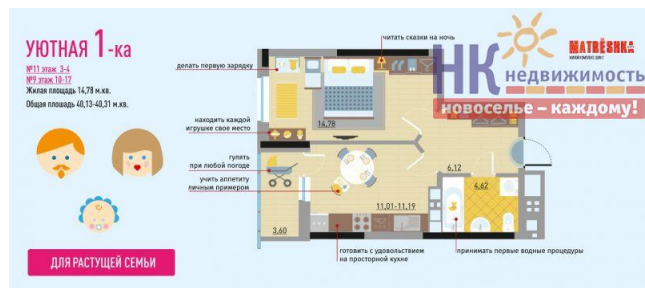 УЮТНАЯ 1-ка
№11 этаж 3-4
№9 этаж 10-17
Жилая площадь 14,78 м.кв.
Общая площадь 40,13-40,31 м.кв.
ДЛЯ РАСТУЩЕЙ СЕМЬИ
читать сказки на ночь
делать первую зарядку
находить каждой
игрушке свое место
гулять
при любой погоде
учить аппетиту
личным примером
14,78
6,12
4,62
11,01-11,19
3,60
готовить с удовольствием
на просторной кухне
принимать первые водные процедуры
MATRЁSHKA
НК недвижимость
новоселье – каждому!